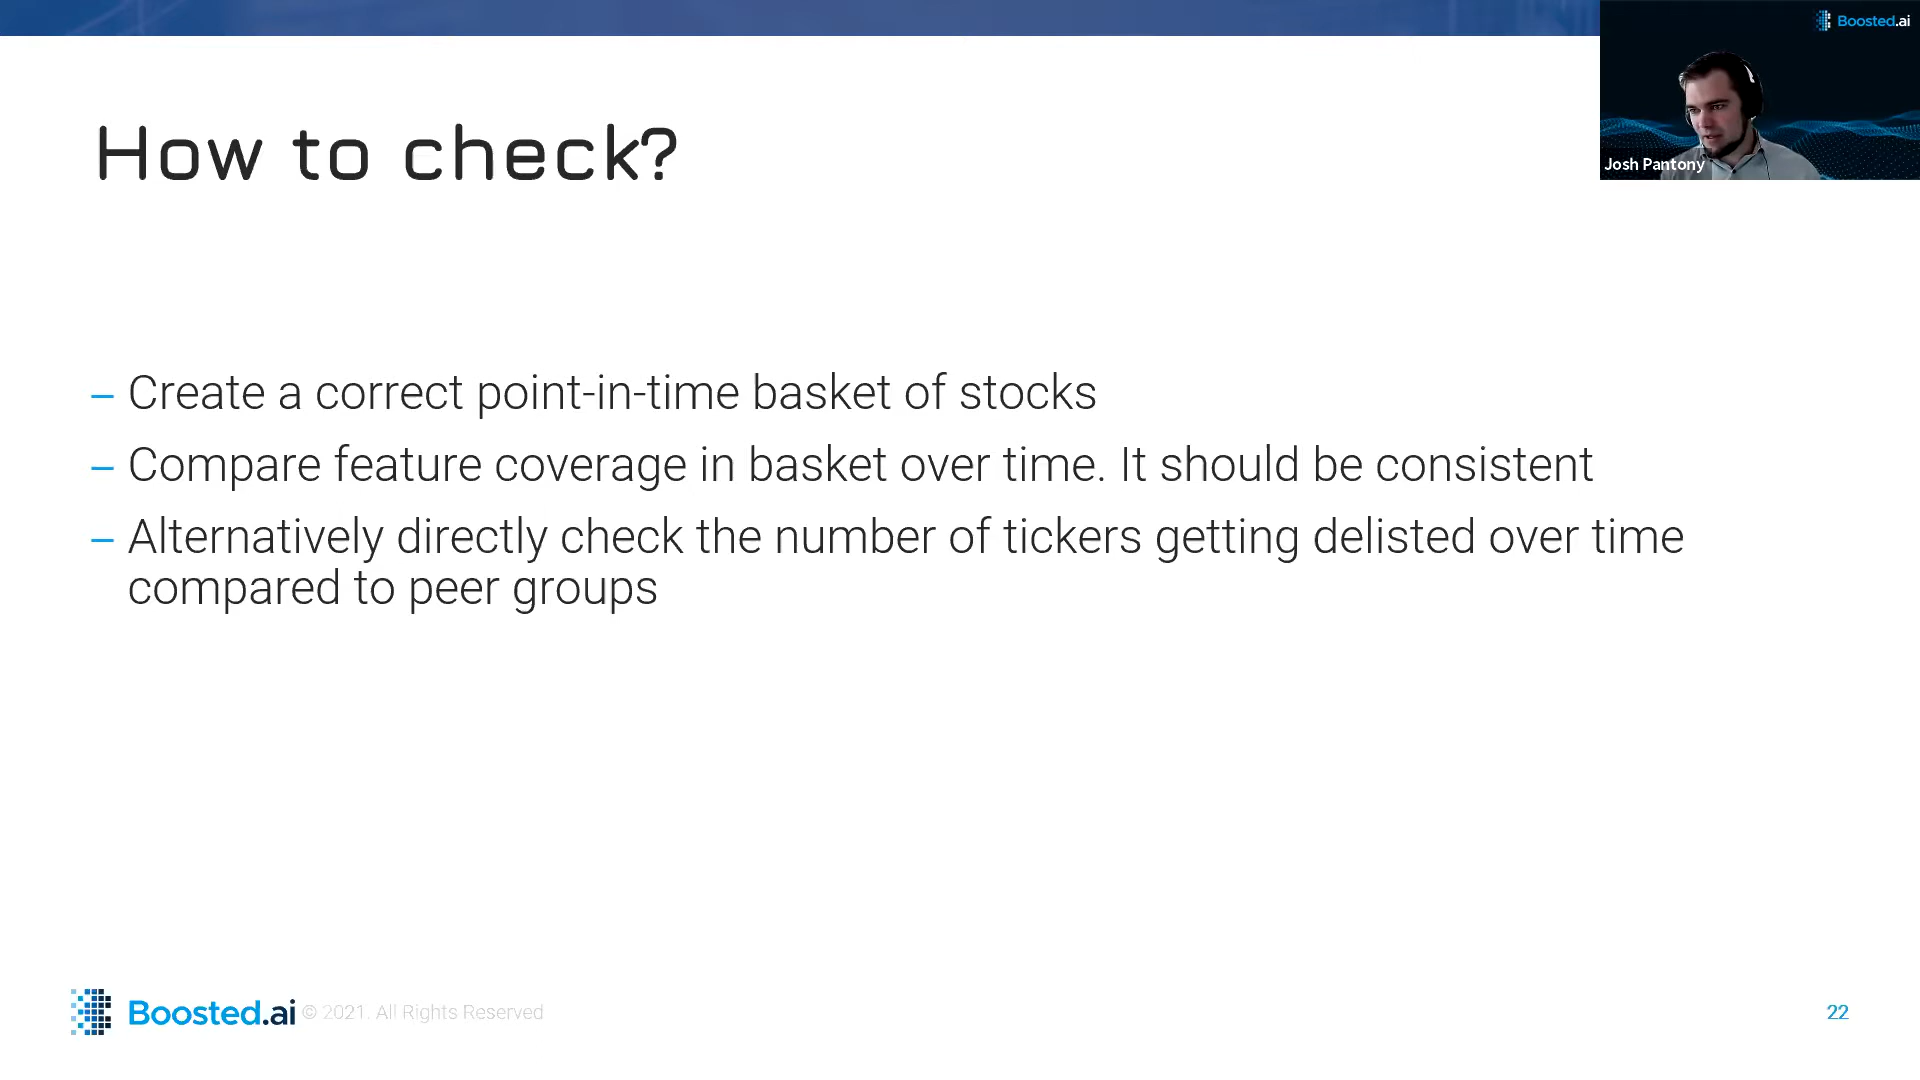 Boosted.ai
Josh Pantony
How to check?
– Create a correct point-in-time basket of stocks
– Compare feature coverage in basket over time. It should be consistent
– Alternatively directly check the number of tickers getting delisted over time
compared to peer groups
Boosted.ai © 2021. All Rights Reserved
22